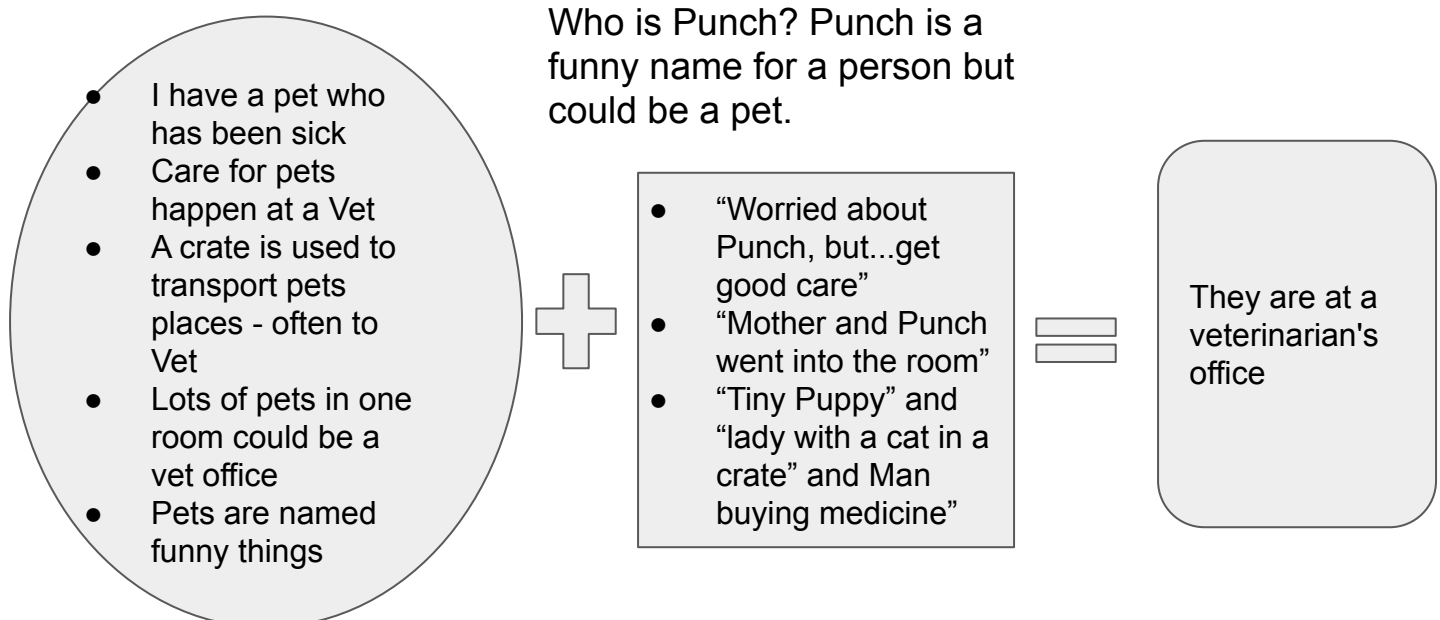 Who is Punch? Punch is a
funny name for a person but
could be a pet.
● I have a pet who
has been sick
● Care for pets
happen at a Vet
● A crate is used to
transport pets
places - often to
Vet
● Lots of pets in one
room could be a
vet office
● Pets are named
funny things
● “Worried about
Punch, but...get
good care”
● “Mother and Punch
went into the room”
● “Tiny Puppy” and
“lady with a cat in a
crate” and Man
buying medicine”
They are at a
veterinarian's
office